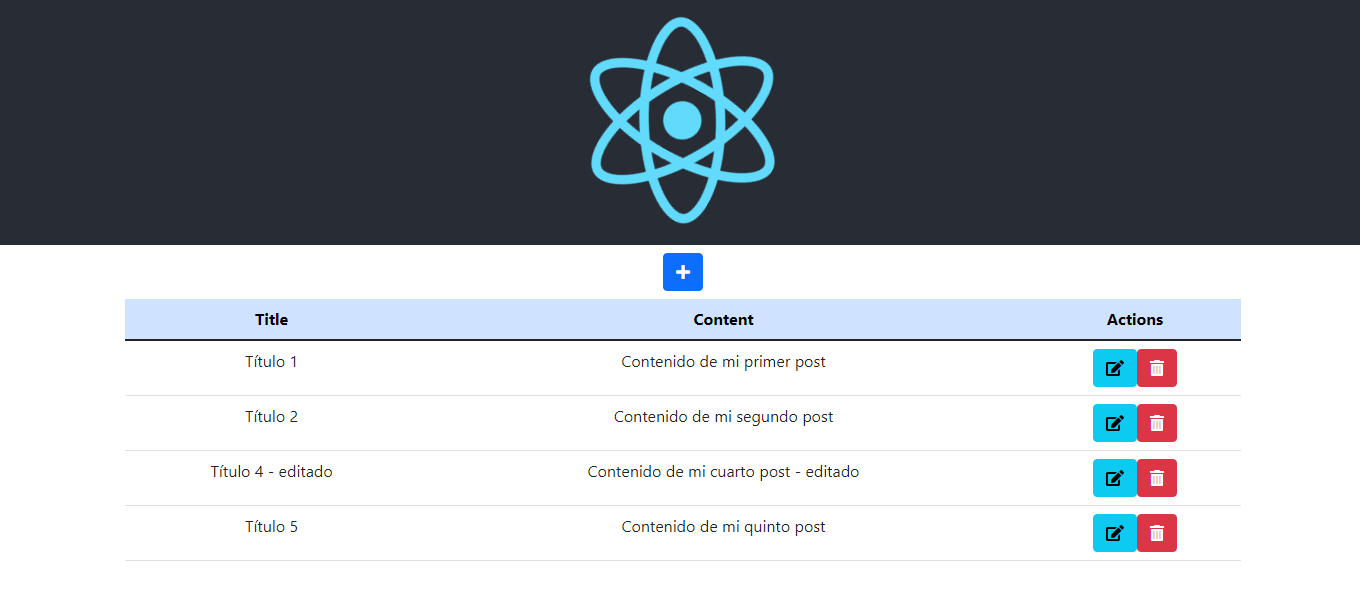 Title Content Actions
Título 1 Contenido de mi primer post
Título 2 Contenido de mi segundo post
Título 4 - editado Contenido de mi cuarto post - editado
Título 5 Contenido de mi quinto post